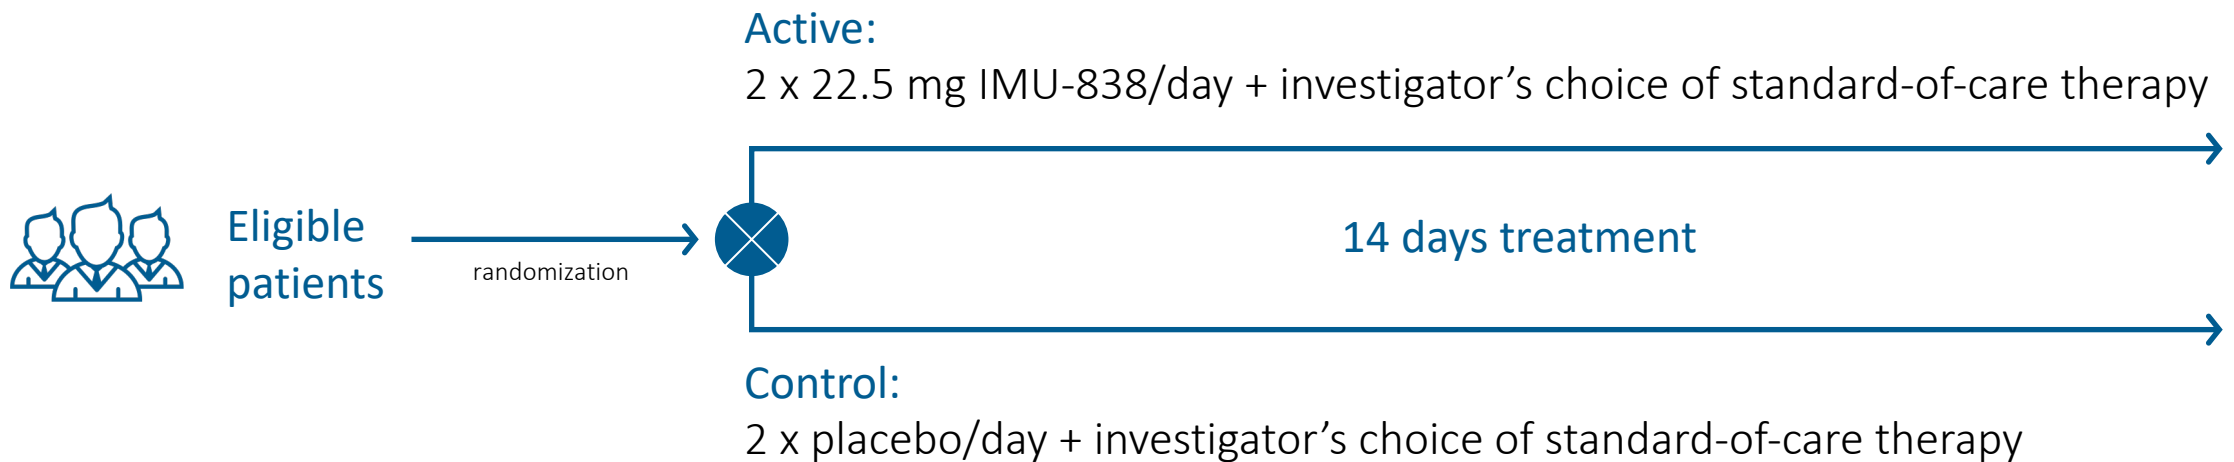 Active:
2 x 22.5 mg IMU-838/day + investigator’s choice of standard-of-care therapy
Eligible
patients
randomization
14 days treatment
Control:
2 x placebo/day + investigator’s choice of standard-of-care therapy